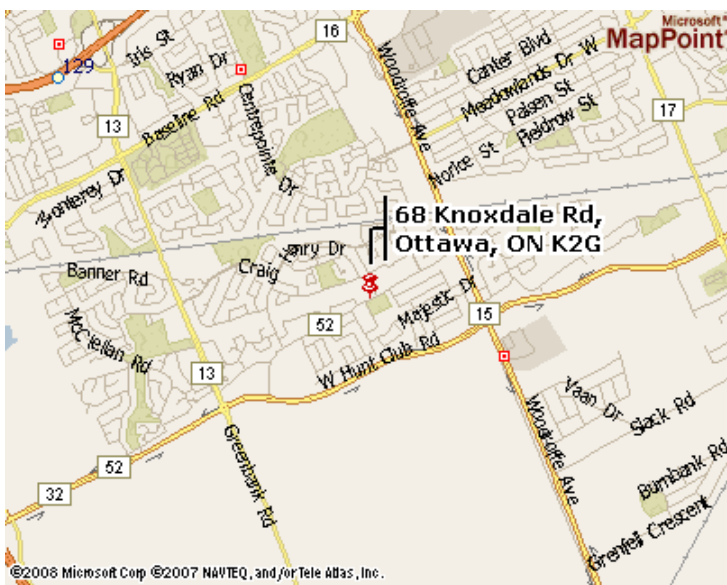 Microsoft
MapPoint
16
Iris St
Ryan Dr
129
Canter Blvd
Meadowlands Dr W
Palsen St
Fieldrow St
17
Woodroffe Ave
Centrepointe Dr
Baseline Rd
13
Norice St
Monterey Dr
68 Knoxdale Rd,
Ottawa, ON K2G
Banner Rd
Craig Henry Dr
McClellan Rd
52
Majestic Dr
15
13
W Hunt Club Rd
Vaan Dr
Slack Rd
Woodroffe Ave
Greenbank Rd
52
32
Burnbank Rd
Grenfell Crescent
©2008 Microsoft Corp ©2007 NAVTEQ, and/or Tele Atlas, Inc.